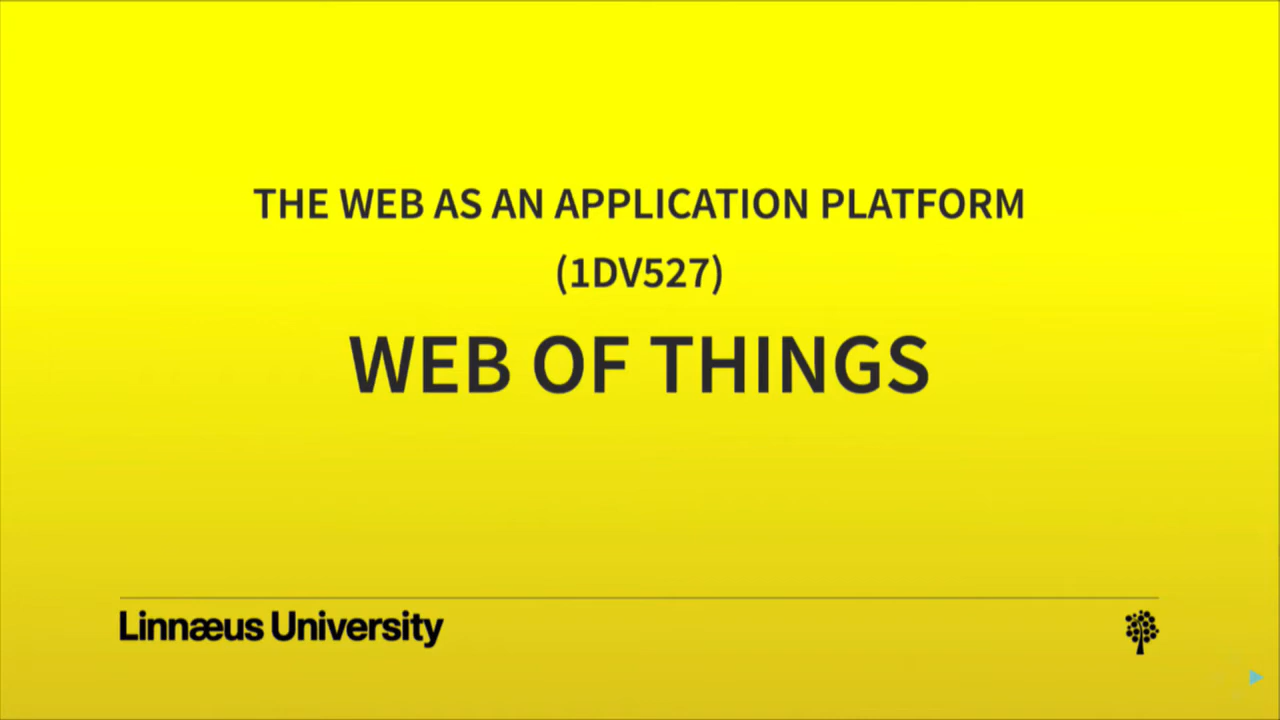 THE WEB AS AN APPLICATION PLATFORM
(1DV527)
WEB OF THINGS
Linnæus University